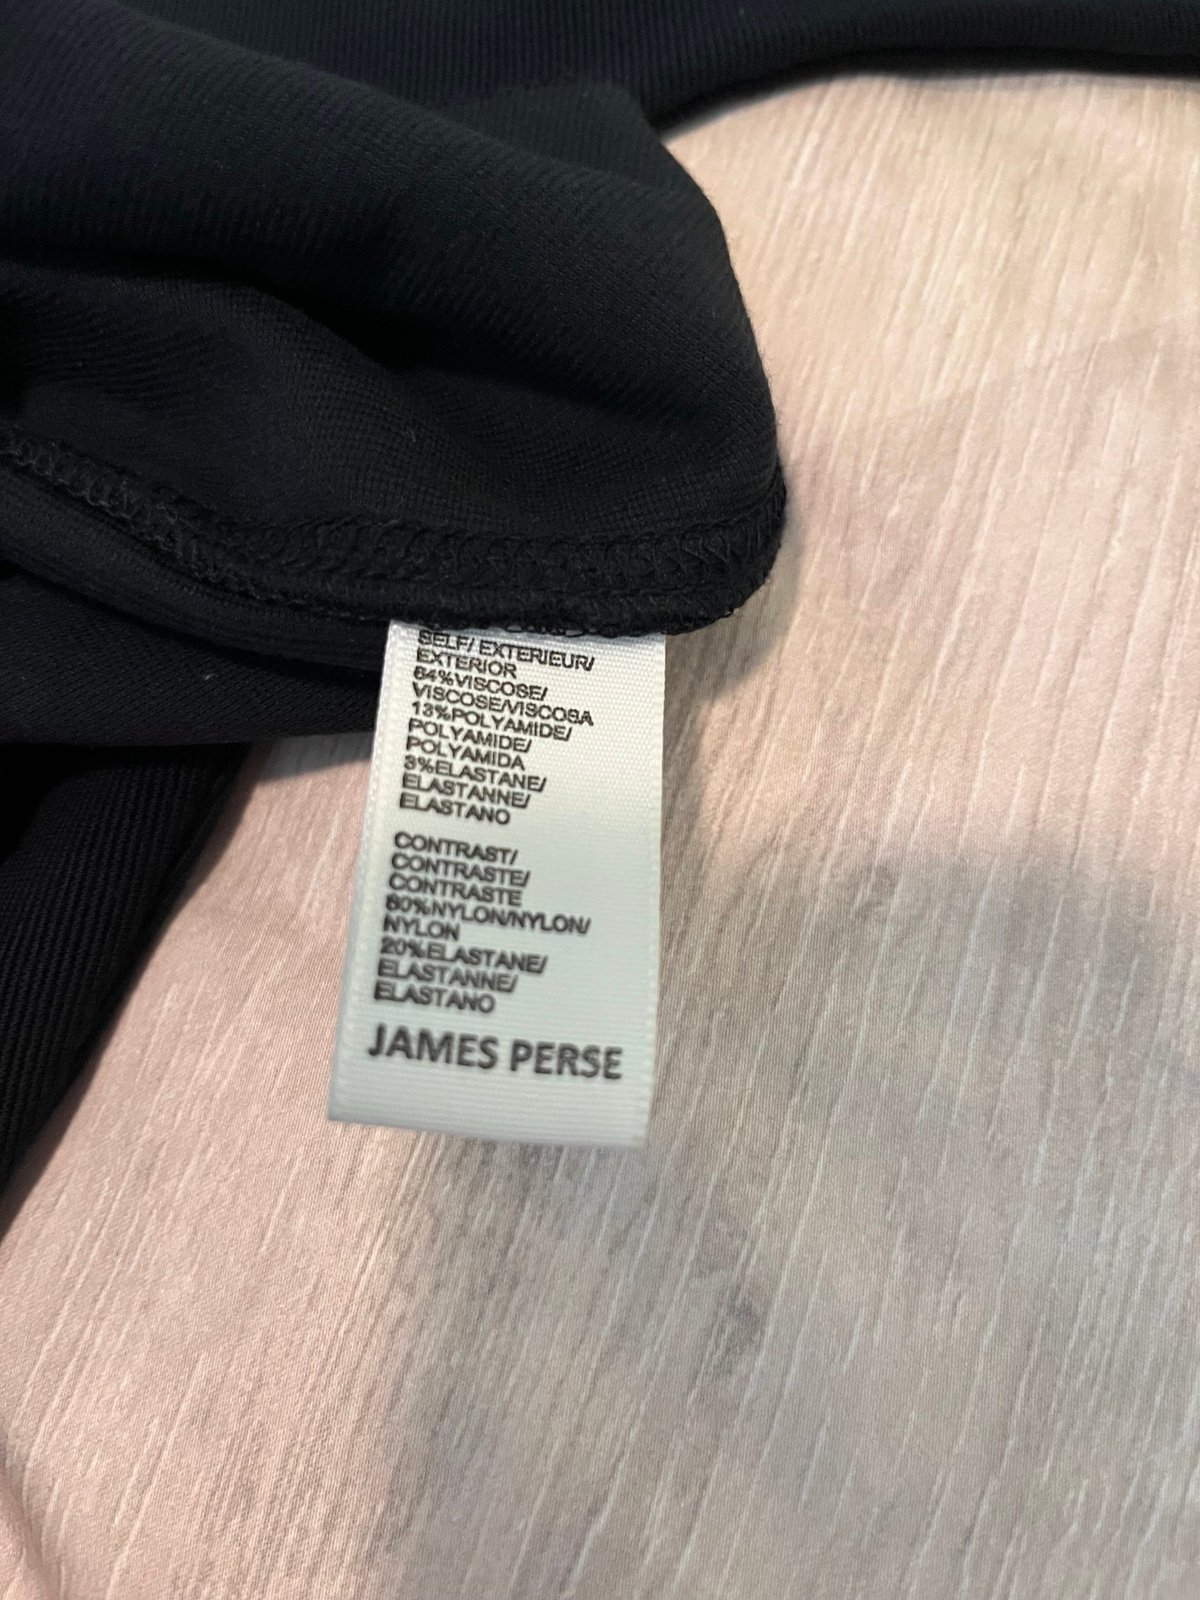 SELF/ EXTERIEUR/
EXTERIOR
84%VISCOSE/
VISCOSE/VISCOSA
13%POLYAMIDE/
POLYAMIDE/
POLYAMIDA
3%ELASTANE/
ELASTANNE/
ELASTANO
CONTRAST/
CONTRASTE/
CONTRASTE
80%NYLON/NYLON/
NYLON
20%ELASTANE/
ELASTANNE/
ELASTANO
JAMES PERSE